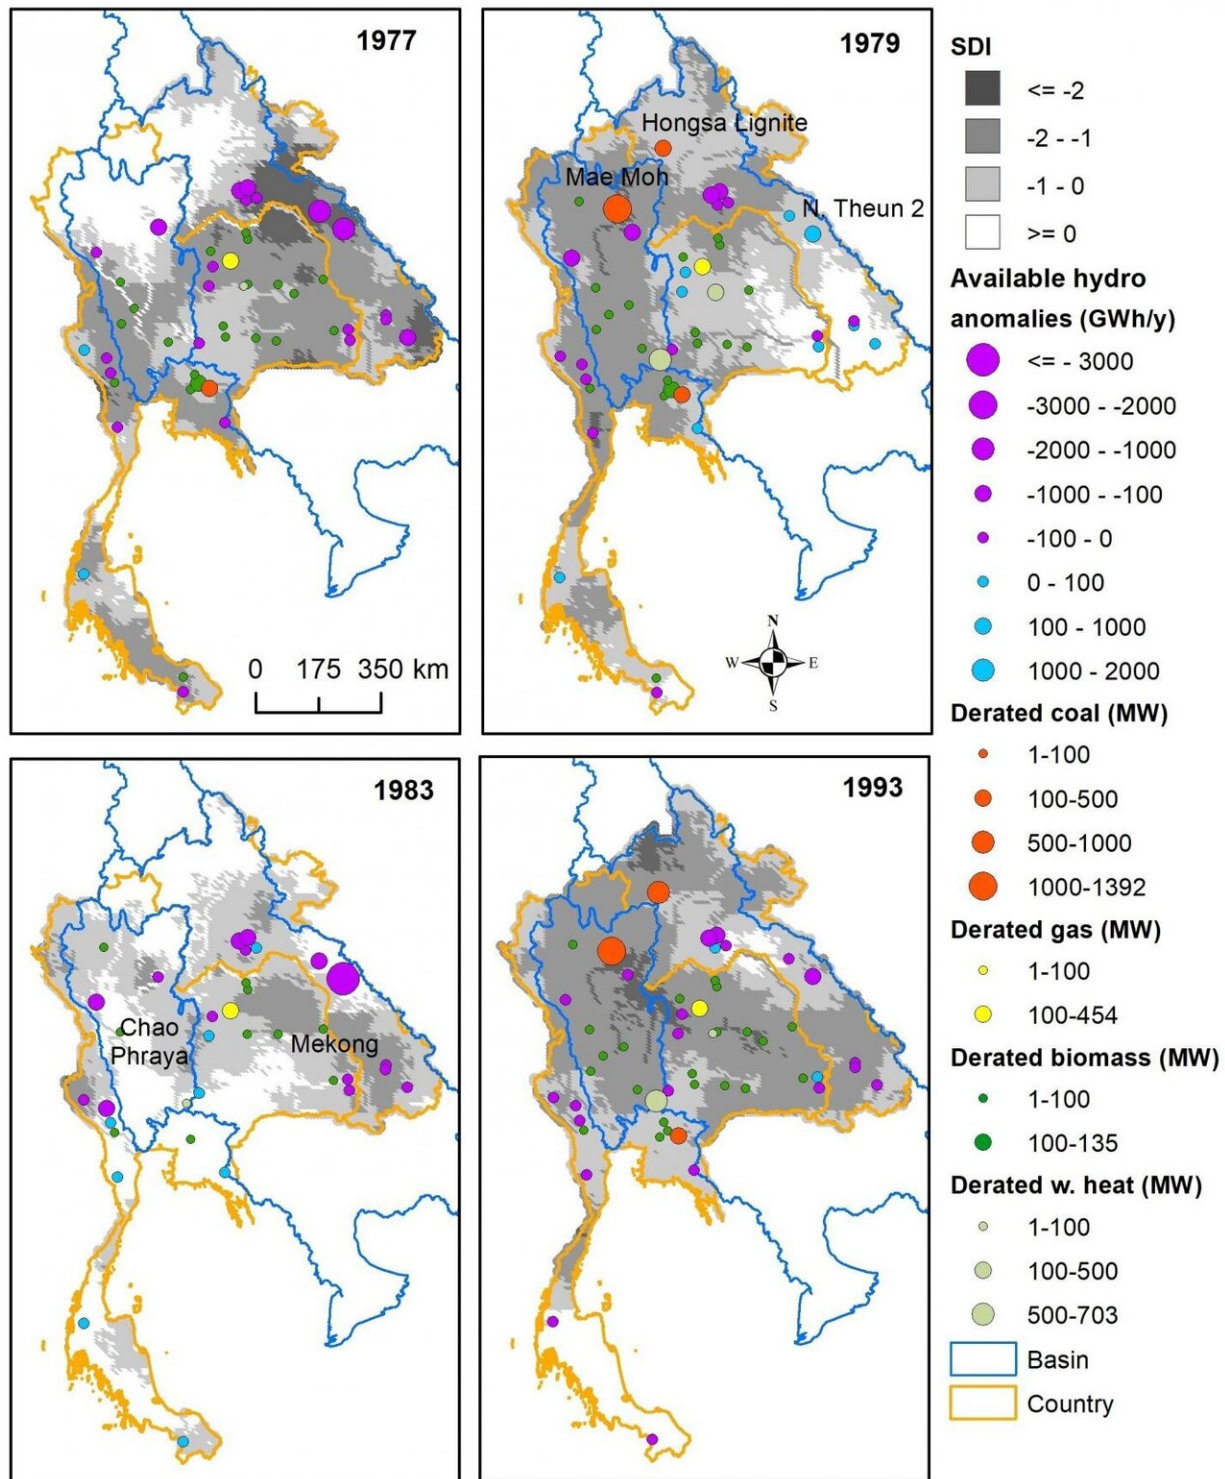 1977
0 175 350 km
1979
Hongsa Lignite
Mae Moh
N. Theun 2
N
W E
S
1983
Chao
Phraya
Mekong
1993
SDI
<= -2
-2 - -1
-1 - 0
>= 0
Available hydro
anomalies (GWh/y)
<= - 3000
-3000 - -2000
-2000 - -1000
-1000 - -100
-100 - 0
0 - 100
100 - 1000
1000 - 2000
Derated coal (MW)
1-100
100-500
500-1000
1000-1392
Derated gas (MW)
1-100
100-454
Derated biomass (MW)
1-100
100-135
Derated w. heat (MW)
1-100
100-500
500-703
Basin
Country